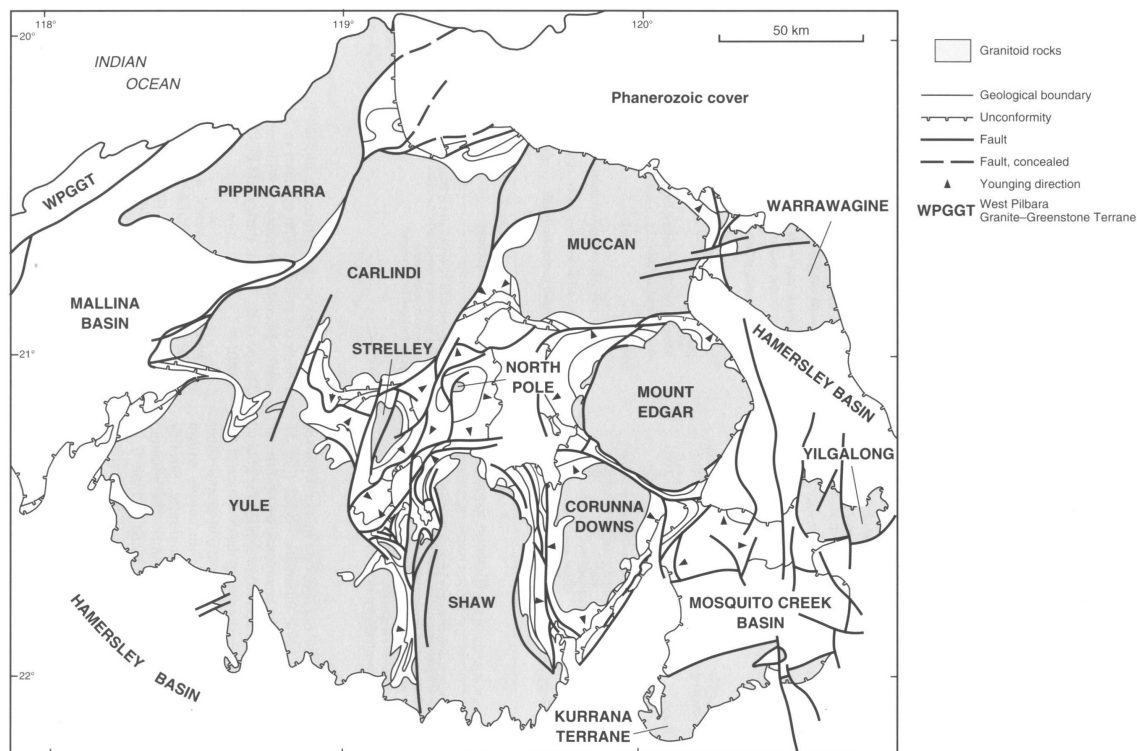 118°
119°
120°
20°
21°
22°
INDIAN
OCEAN
50 km
Phanerozoic cover
WPGGT
PIPPINGARRA
CARLINDI
MUCCAN
WARRAWAGINE
MALLINA
BASIN
STRELLEY
NORTH
POLE
MOUNT
EDGAR
HAMERSLEY BASIN
YILGALONG
YULE
CORUNNA
DOWNS
SHAW
MOSQUITO CREEK
BASIN
HAMERSLEY BASIN
KURRANA
TERRANE
Granitoid rocks
Geological boundary
Unconformity
Fault
Fault, concealed
Younging direction
WPGGT West Pilbara
Granite–Greenstone Terrane